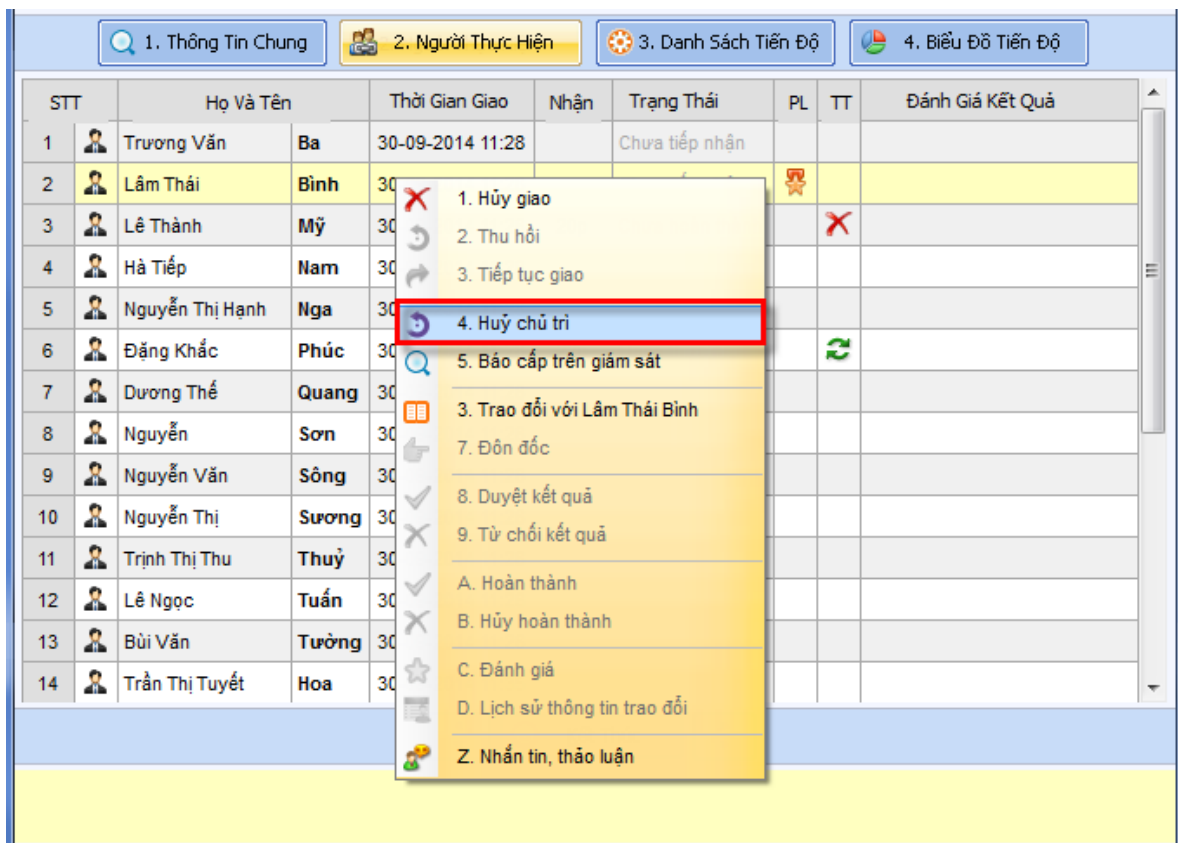 1. Thông Tin Chung 2. Người Thực Hiện 3. Danh Sách Tiến Độ 4. Biểu Đồ Tiến Độ
STT Họ Và Tên Thời Gian Giao Nhận Trạng Thái PL TT Đánh Giá Kết Quả
1 Trương Văn Ba 30-09-2014 11:28 Chưa tiếp nhận
2 Lâm Thái Bình 30
3 Lê Thành Mỹ 30
4 Hà Tiếp Nam 30
5 Nguyễn Thị Hạnh Nga 30
6 Đặng Khắc Phúc 30
7 Dương Thế Quang 30
8 Nguyễn Sơn 30
9 Nguyễn Văn Sông 30
10 Nguyễn Thị Sương 30
11 Trịnh Thị Thu Thuỷ 30
12 Lê Ngọc Tuấn 30
13 Bùi Văn Tường 30
14 Trần Thị Tuyết Hoa 30
1. Hủy giao
2. Thu hồi
3. Tiếp tục giao
4. Huỷ chủ trì
5. Báo cấp trên giám sát
3. Trao đổi với Lâm Thái Bình
7. Đôn đốc
8. Duyệt kết quả
9. Từ chối kết quả
A. Hoàn thành
B. Hủy hoàn thành
C. Đánh giá
D. Lịch sử thông tin trao đổi
Z. Nhắn tin, thảo luận